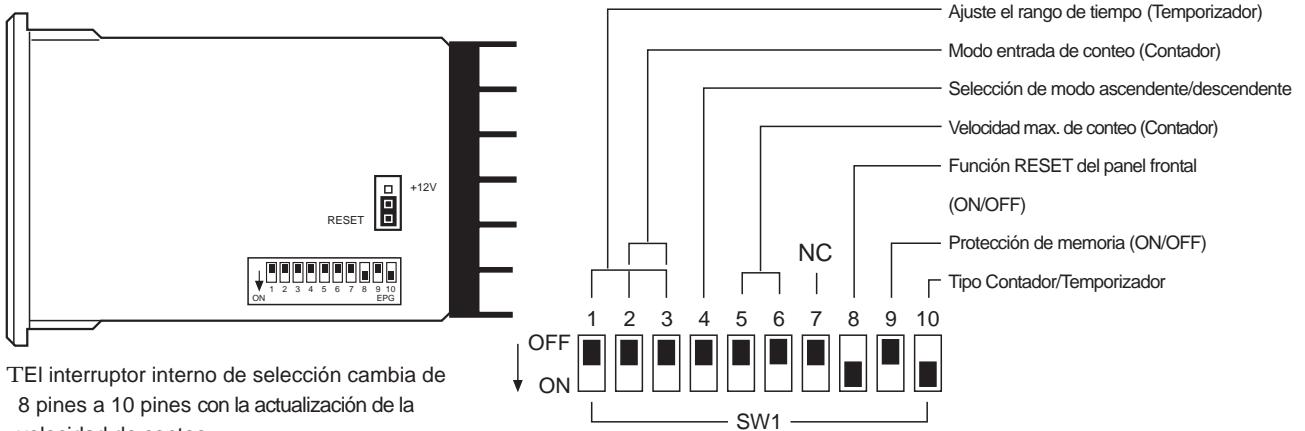 Ajuste el rango de tiempo (Temporizador)
Modo entrada de conteo (Contador)
Selección de modo ascendente/descendente
Velocidad max. de conteo (Contador)
Función RESET del panel frontal
(ON/OFF)
Protección de memoria (ON/OFF)
Tipo Contador/Temporizador
+12V
RESET
1 2 3 4 5 6 7 8 9 10
ON
EPG
NC
1 2 3 4 5 6 7 8 9 10
OFF
ON
SW1
TEl interruptor interno de selección cambia de
8 pines a 10 pines con la actualización de la
velocidad de conteo